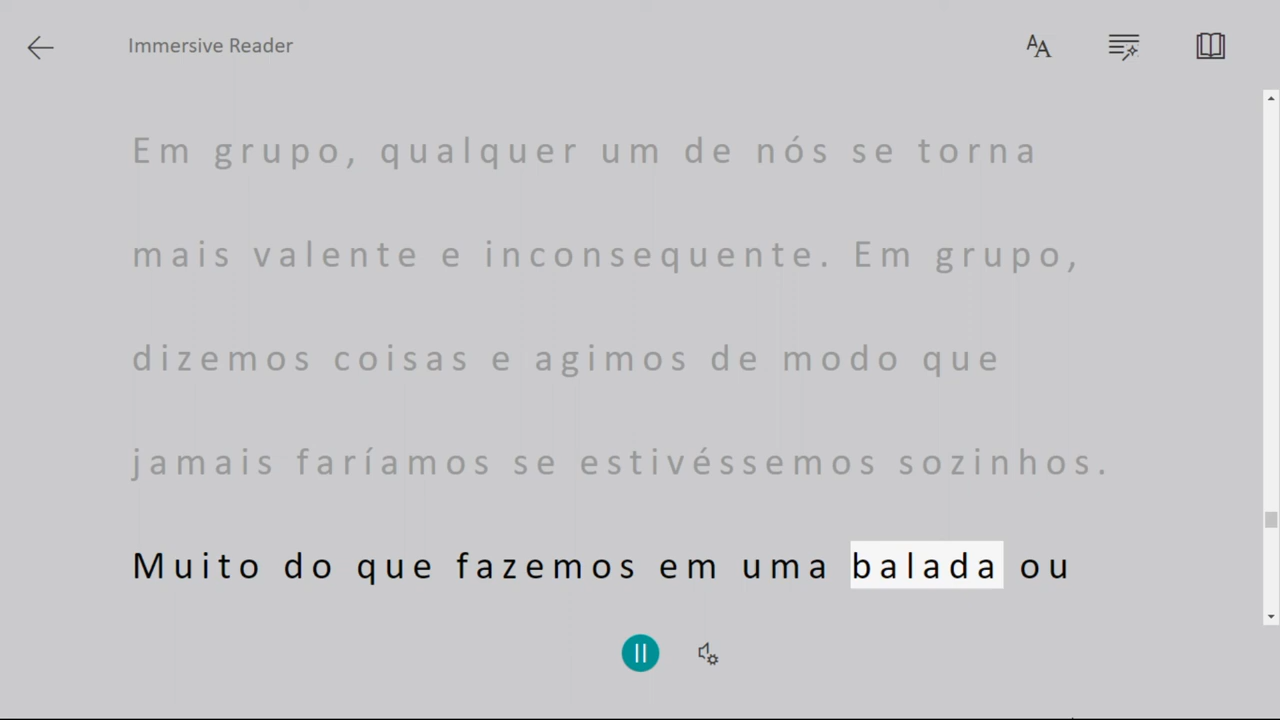 Immersive Reader
Em grupo, qualquer um de nós se torna
mais valente e inconsequente. Em grupo,
dizemos coisas e agimos de modo que
jamais faríamos se estivéssemos sozinhos.
Muito do que fazemos em uma balada ou